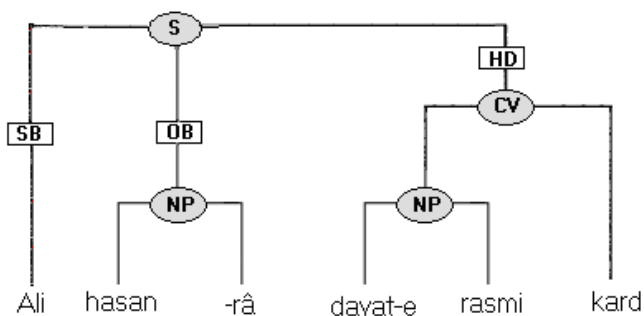 S
HD
CV
SB OB
NP NP
Ali hasan -râ davat-e rasmi kard